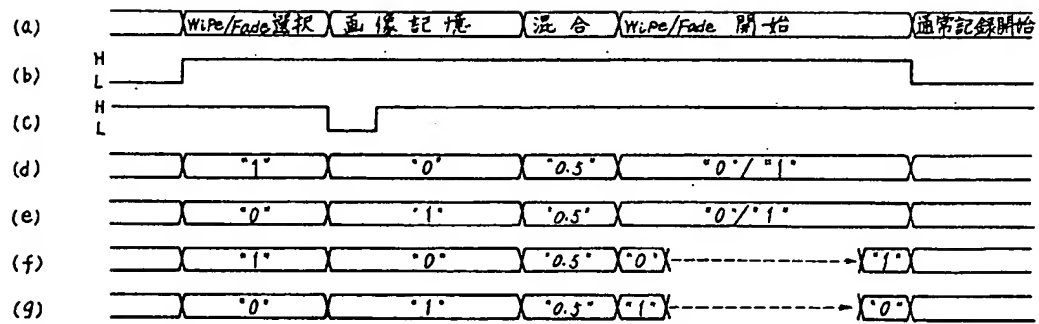 (a) Wipe/Fade選択 画像記憶 混合 Wipe/Fade 開始 通常記録開始
(b) H L
(c) H L
(d) "1" "0" "0.5" "0"/"1"
(e) "0" "1" "0.5" "0"/"1"
(f) "1" "0" "0.5" "0" "1"
(g) "0" "1" "0.5" "1" "0"